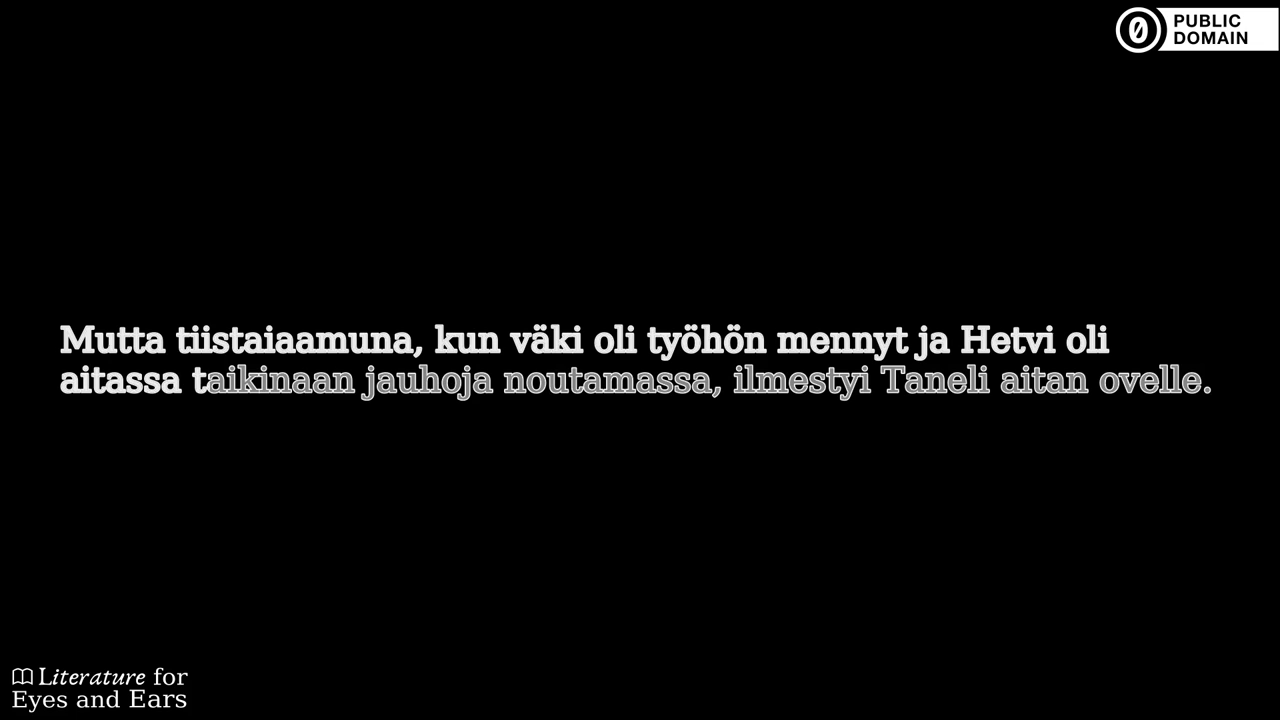 PUBLIC
DOMAIN
Mutta tiistaiaamuna, kun väki oli työhön mennyt ja Hetvi oli
aitassa taikinaan jauhoja noutamassa, ilmestyi Taneli aitan ovelle.
Literature for
Eyes and Ears